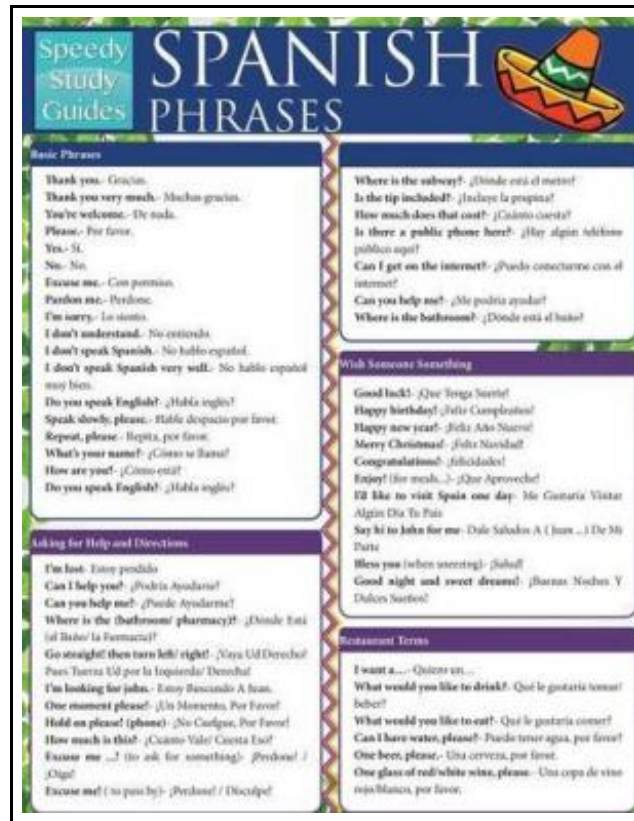 Speedy
Study
Guides
SPANISH
PHRASES
Basic Phrases
Thank you.- Gracias.
Thank you very much.- Muchas gracias.
You're welcome.- De nada.
Please.- Por favor.
Yes.- Sí.
No.- No.
Excuse me.- Con permiso.
Pardon me.- Perdone.
I'm sorry.- Lo siento.
I don't understand.- No entiendo.
I don't speak Spanish.- No hablo español.
I don't speak Spanish very well.- No hablo español
muy bien.
Do you speak English?- ¿Habla inglés?
Speak slowly, please.- Hable despacio por favor.
Repeat, please.- Repita, por favor.
What's your name?- ¿Cómo se llama?
How are you?- ¿Cómo está?
Do you speak English?- ¿Habla inglés?
Asking for Help and Directions
I'm lost- Estoy perdido
Can I help you?- ¿Podría Ayudarte?
Can you help me?- ¿Puede Ayudarme?
Where is the (bathroom/ pharmacy)?- ¿Dónde Está
(el Baño/ la Farmacia)?
Go straight! then turn left/ right!- ¡Vaya Ud Derecho!
Pues Tuerza Ud por la Izquierda/ Derecha!
I'm looking for john.- Estoy Buscando A Juan.
One moment please!- ¡Un Momento, Por Favor!
Hold on please! (phone)- ¡No Cuelgue, Por Favor!
How much is this?- ¿Cuánto Vale/ Cuesta Eso?
Excuse me ...! (to ask for something)- ¡Perdone! /
¡Oiga!
Excuse me! ( to pass by)- ¡Perdone! / Disculpe!
Where is the subway?- ¿Dónde está el metro?
Is the tip included?- ¿Incluye la propina?
How much does that cost?- ¿Cuánto cuesta?
Is there a public phone here?- ¿Hay algún teléfono
público aquí?
Can I get on the internet?- ¿Puedo conectarme con el
internet?
Can you help me?- ¿Me podría ayudar?
Where is the bathroom?- ¿Dónde está el baño?
Wish Someone Something
Good luck!- ¡Que Tenga Suerte!
Happy birthday! ¡Feliz Cumpleaños!
Happy new year!- ¡Feliz Año Nuevo!
Merry Christmas!- ¡Feliz Navidad!
Congratulations!- ¡felicidades!
Enjoy! (for meals...)- ¡Que Aproveche!
I'd like to visit Spain one day- Me Gustaría Visitar
Algún Día Tu País
Say hi to John for me- Dale Saludos A ( Juan ...) De Mi
Parte
Bless you (when sneezing)- ¡Salud!
Good night and sweet dreams!- ¡Buenas Noches Y
Dulces Sueños!
Restaurant Terms
I want a....- Quiero un...
What would you like to drink?- Qué le gustaría tomar/
beber?
What would you like to eat?- Qué le gustaría comer?
Can I have water, please?- Puedo tener agua, por favor?
One beer, please.- Una cerveza, por favor.
One glass of red/white wine, please.- Una copa de vino
rojo/blanco, por favor.